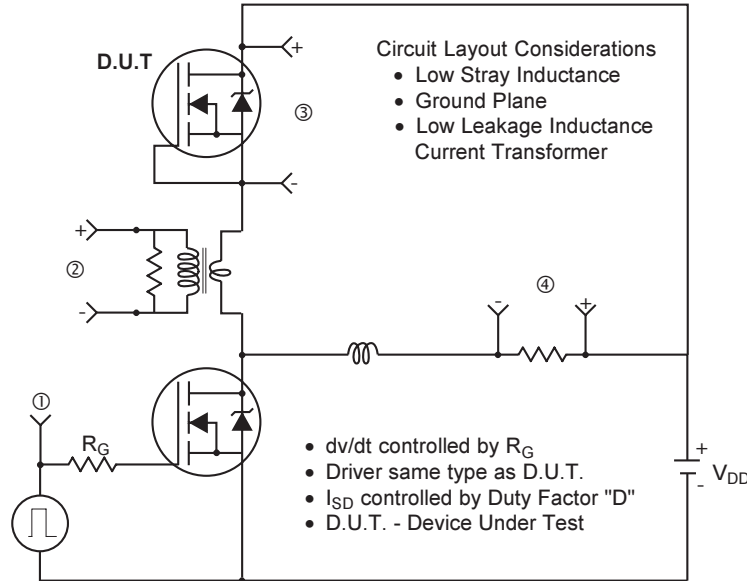 D.U.T
+
③
-
Circuit Layout Considerations
• Low Stray Inductance
• Ground Plane
• Low Leakage Inductance
Current Transformer
+
②
-
④
-
+
①
R_G
• dv/dt controlled by R_G
• Driver same type as D.U.T.
• I_SD controlled by Duty Factor "D"
• D.U.T. - Device Under Test
+
-
V_DD